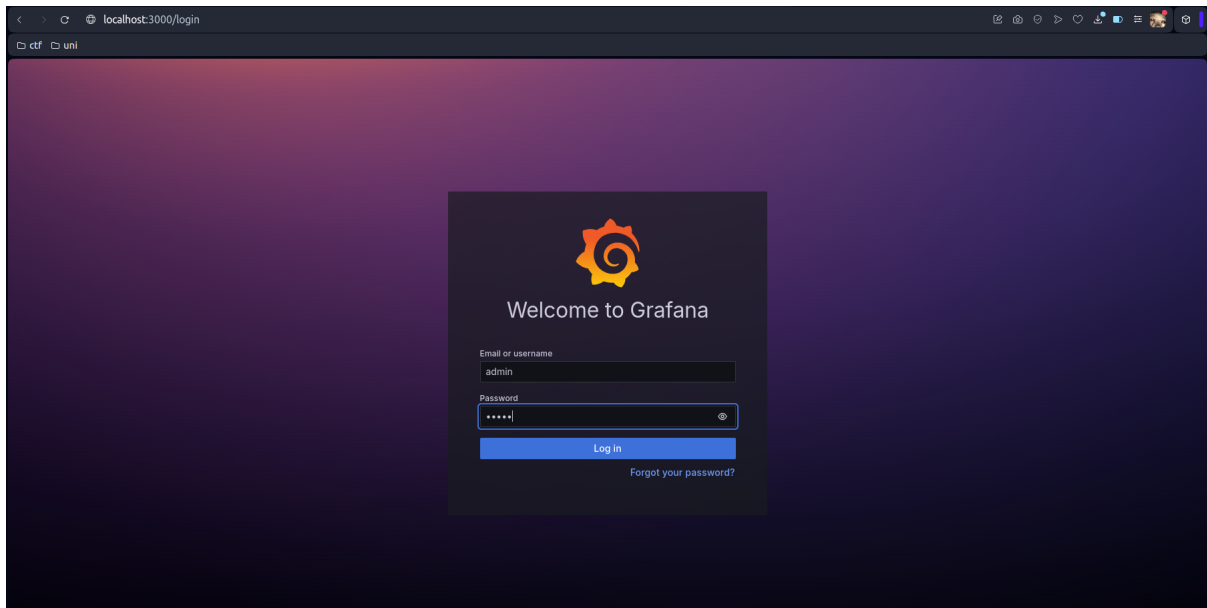 localhost:3000/login
ctf uni
Welcome to Grafana
Email or username
admin
Password
•••••
Log in
Forgot your password?